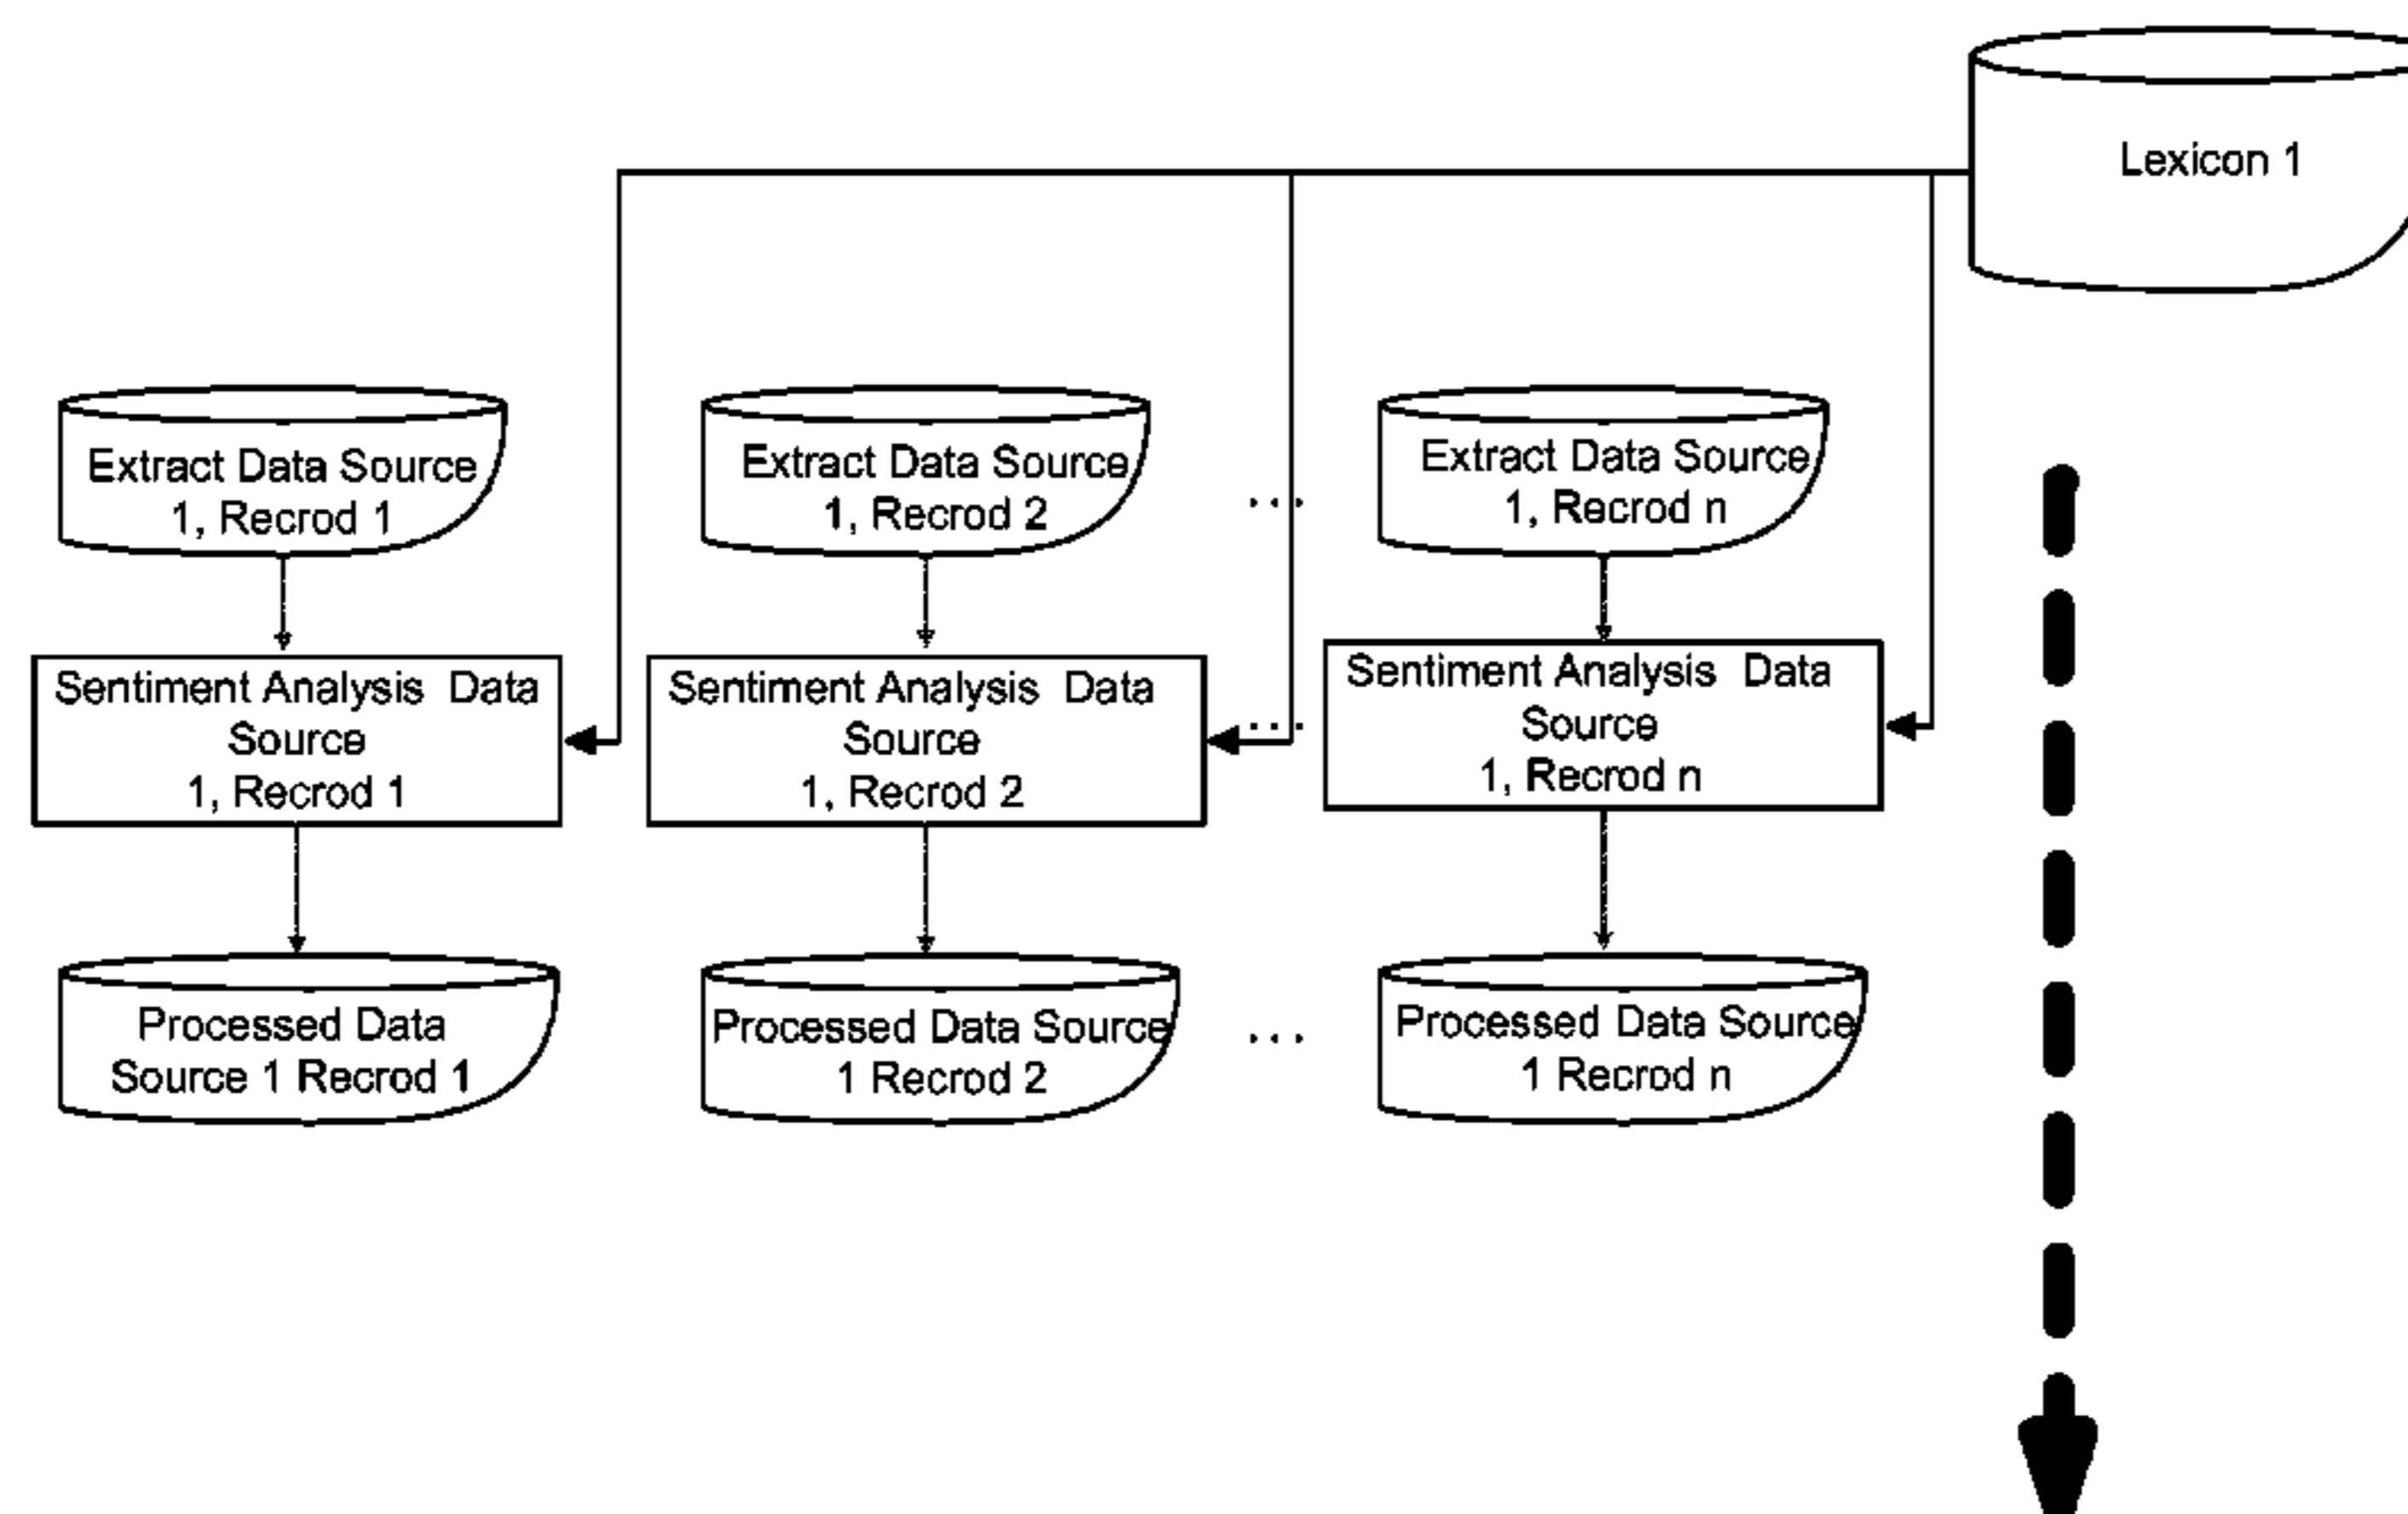 Lexicon 1
Extract Data Source
1, Recrod 1
Extract Data Source
1, Recrod 2
...
Extract Data Source
1, Recrod n
Sentiment Analysis  Data
Source
1, Recrod 1
Sentiment Analysis  Data
Source
1, Recrod 2
...
Sentiment Analysis  Data
Source
1, Recrod n
Processed Data
Source 1 Recrod 1
Processed Data Source
1 Recrod 2
...
Processed Data Source
1 Recrod n